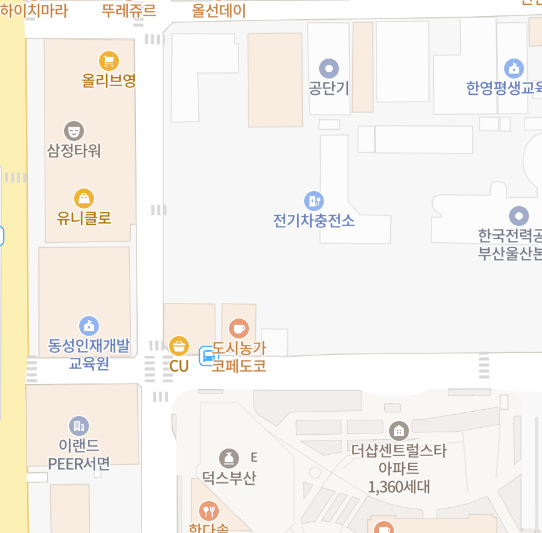 하이치마라
뚜레쥬르
올선데이
올리브영
공단기
한영평생교육
삼정타워
유니클로
전기차충전소
한국전력공
부산울산본
동성인재개발
교육원
CU
도시농가
코페도코
이랜드
PEER서면
더샵센트럴스타
아파트
1,360세대
E
덕스부산
한다솥